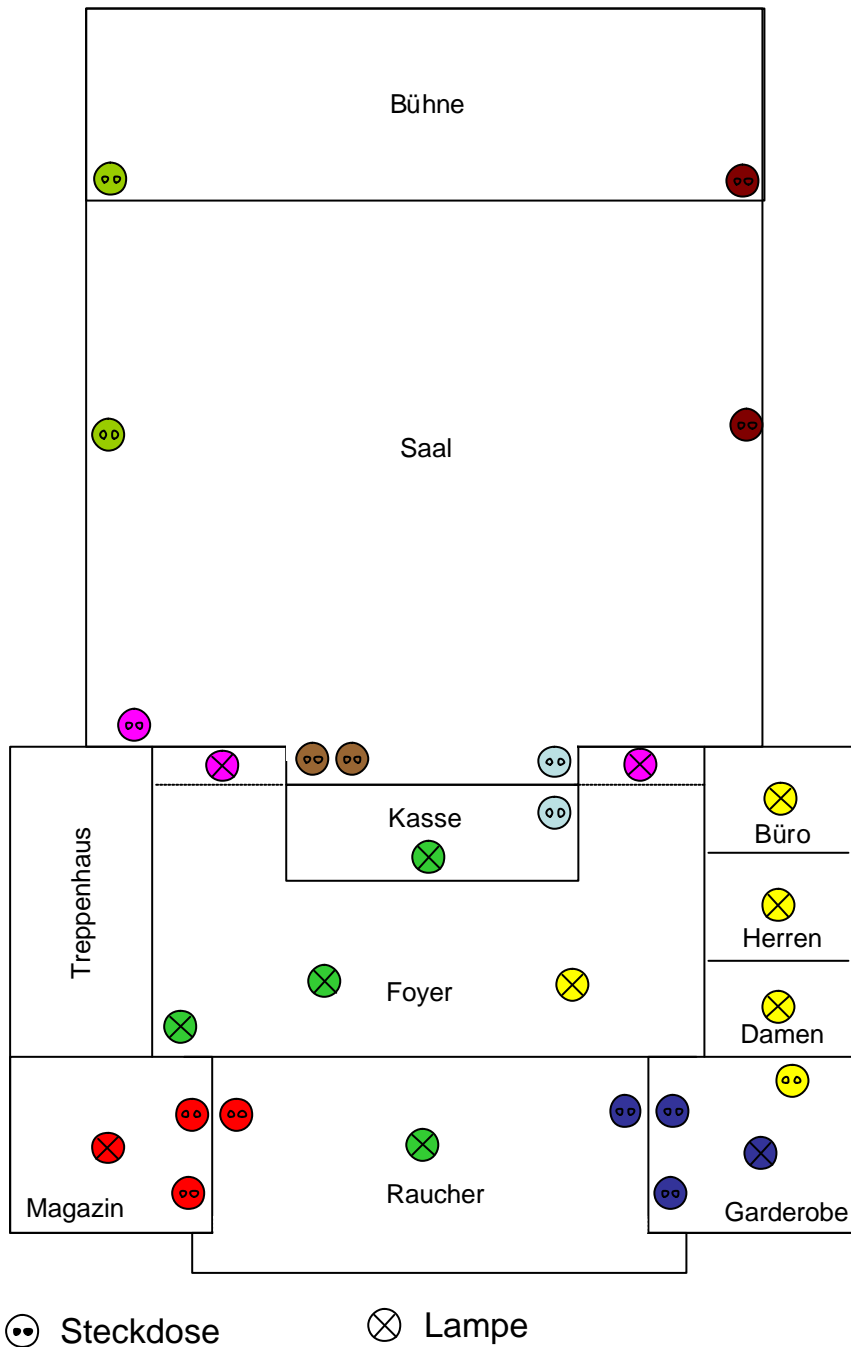 Bühne
Saal
Kasse
Büro
Treppenhaus
Herren
Foyer
Damen
Raucher
Magazin
Garderobe
Steckdose
Lampe